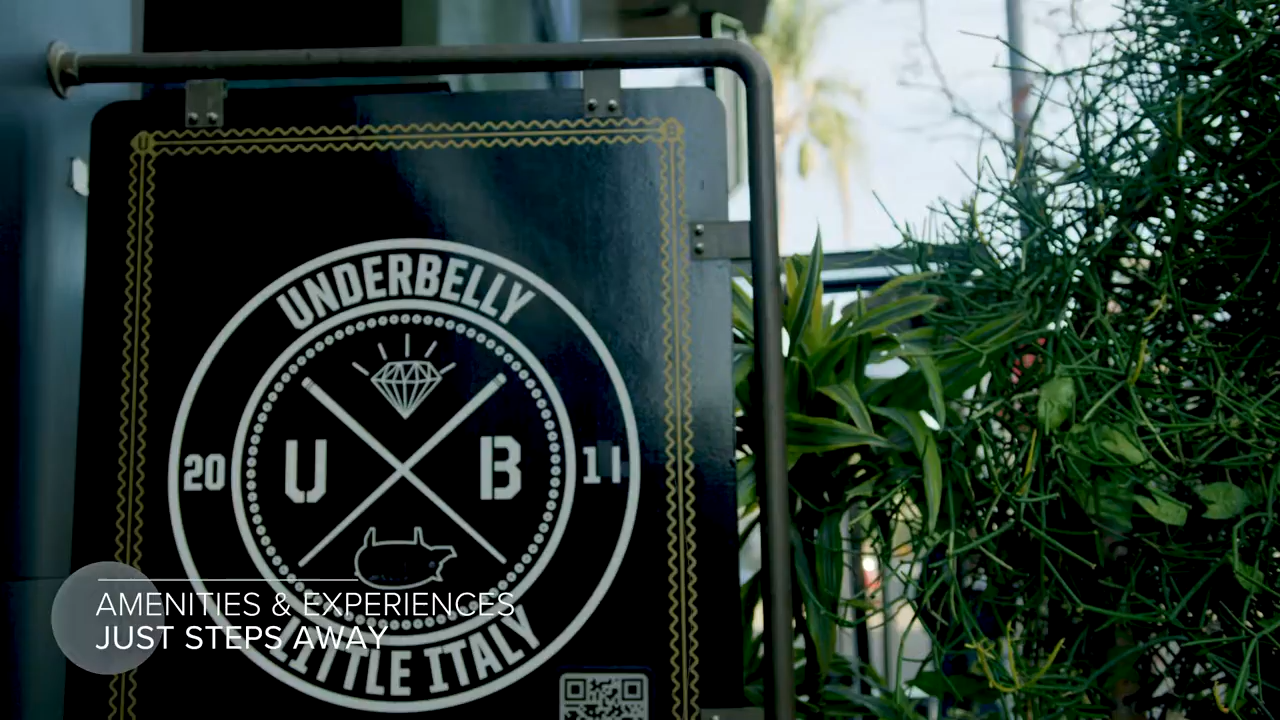 UNDERBELLY
20 11
U B
LITTLE ITALY
AMENITIES & EXPERIENCES
JUST STEPS AWAY